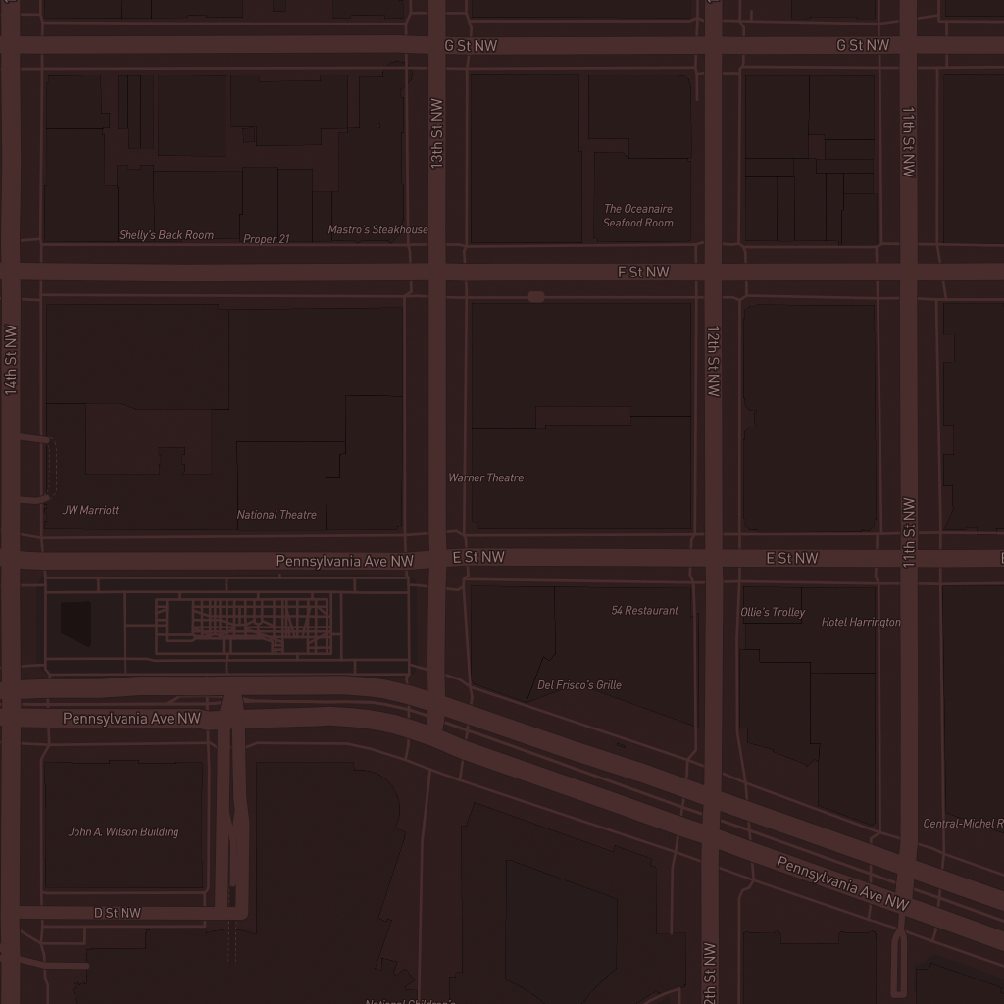 G St NW
G St NW
13th St NW
11th St NW
The Oceanaire
Seafood Room
Shelly's Back Room
Proper 21
Mastro's Steakhouse
F St NW
14th St NW
12th St NW
Warner Theatre
JW Marriott
National Theatre
11th St NW
Pennsylvania Ave NW
E St NW
E St NW
54 Restaurant
Ollie's Trolley
Hotel Harrington
Del Frisco's Grille
Pennsylvania Ave NW
John A. Wilson Building
Central-Michel R
Pennsylvania Ave NW
D St NW
2th St NW
National Children's